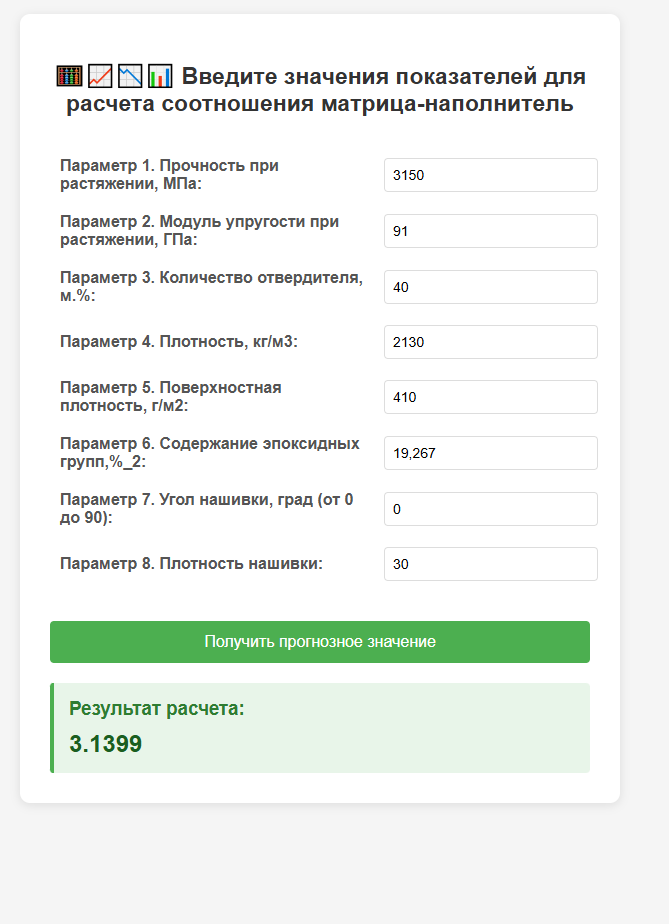 🧮📈📉📊 Введите значения показателей для
расчета соотношения матрица-наполнитель
Параметр 1. Прочность при
растяжении, МПа:
3150
Параметр 2. Модуль упругости при
растяжении, ГПа:
91
Параметр 3. Количество отвердителя,
м.%:
40
Параметр 4. Плотность, кг/м3:
2130
Параметр 5. Поверхностная
плотность, г/м2:
410
Параметр 6. Содержание эпоксидных
групп,%_2:
19,267
Параметр 7. Угол нашивки, град (от 0
до 90):
0
Параметр 8. Плотность нашивки:
30
Получить прогнозное значение
Результат расчета:
3.1399